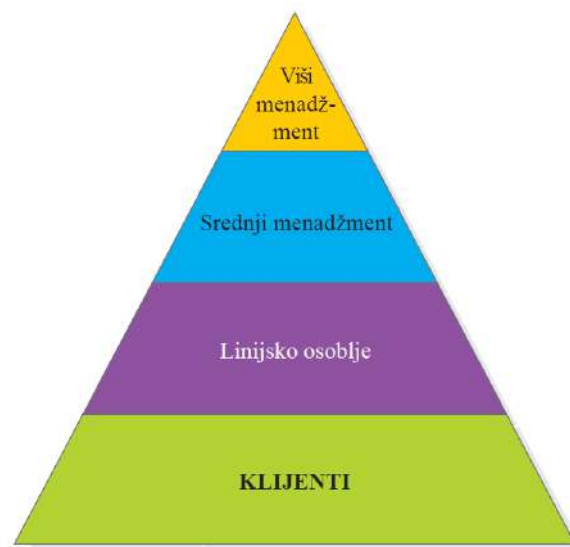 Viši
menadž-
ment
Srednji menadžment
Linijsko osoblje
KLIJENTI